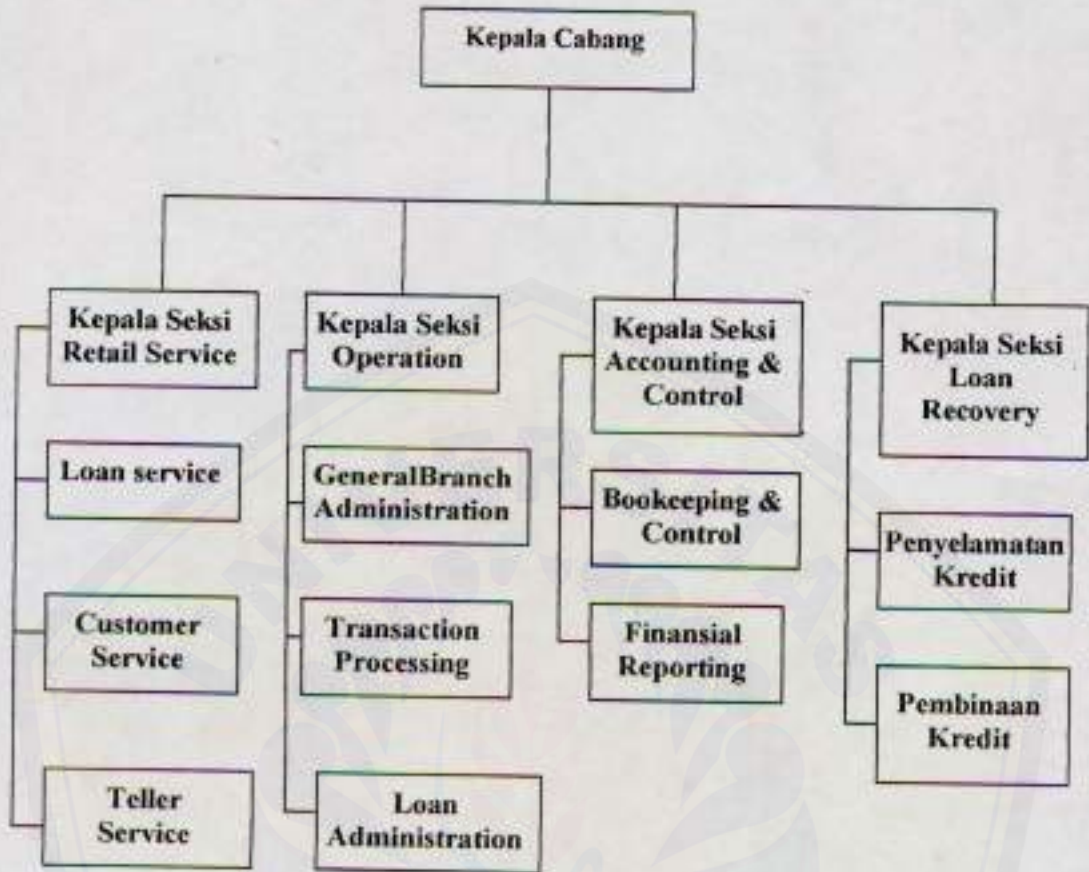 Kepala Cabang
Kepala Seksi
Retail Service
Loan service
Customer
Service
Teller
Service
Kepala Seksi
Operation
GeneralBranch
Administration
Transaction
Processing
Loan
Administration
Kepala Seksi
Accounting &
Control
Bookeeping &
Control
Finansial
Reporting
Kepala Seksi
Loan
Recovery
Penyelamatan
Kredit
Pembinaan
Kredit